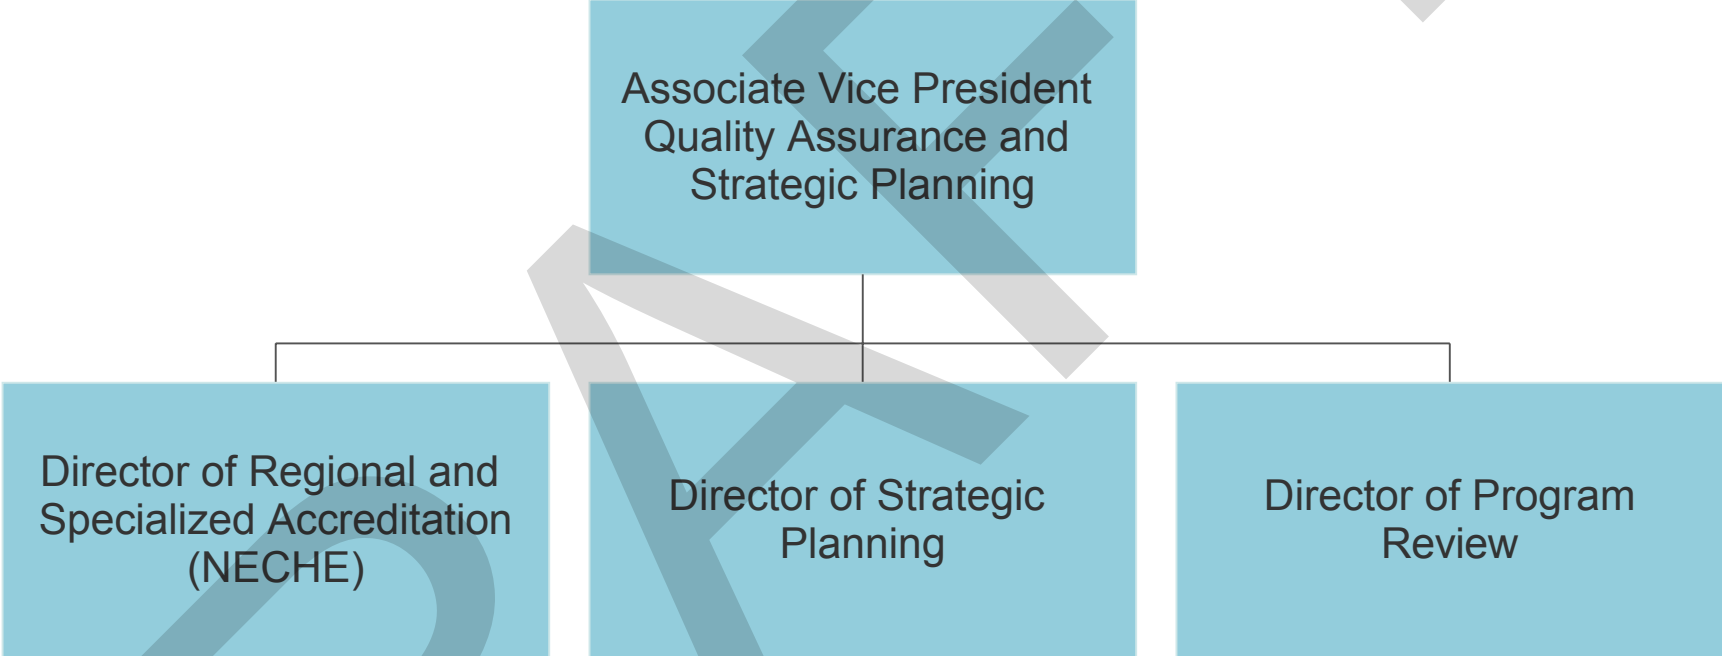 Associate Vice President
Quality Assurance and
Strategic Planning
Director of Regional and
Specialized Accreditation
(NECHE)
Director of Strategic
Planning
Director of Program
Review